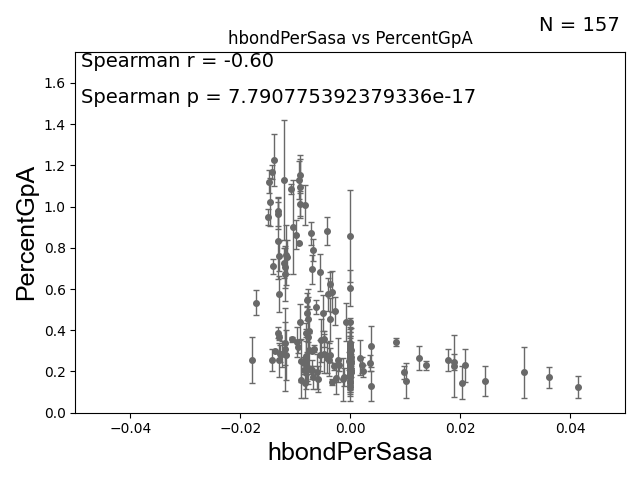 N = 157
hbondPerSasa vs PercentGpA
Spearman r = -0.60
Spearman p = 7.790775392379336e-17
PercentGpA
1.6
1.4
1.2
1.0
0.8
0.6
0.4
0.2
0.0
−0.04 −0.02 0.00 0.02 0.04
hbondPerSasa